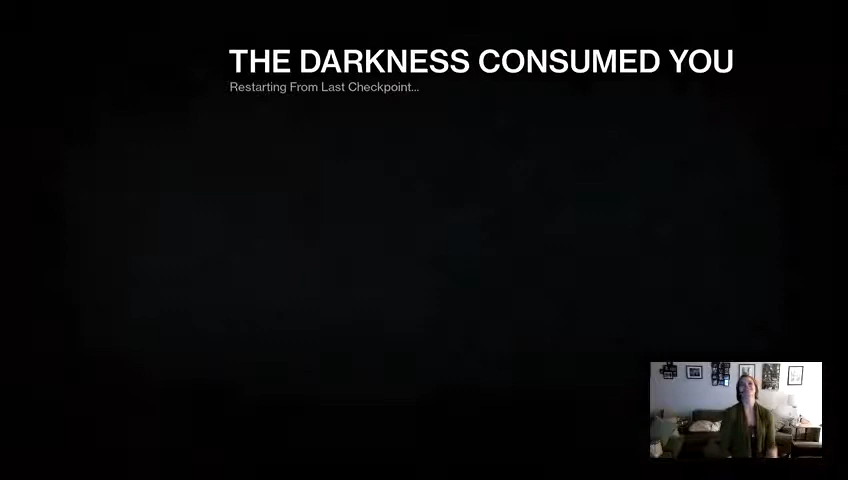 THE DARKNESS CONSUMED YOU
Restarting From Last Checkpoint...